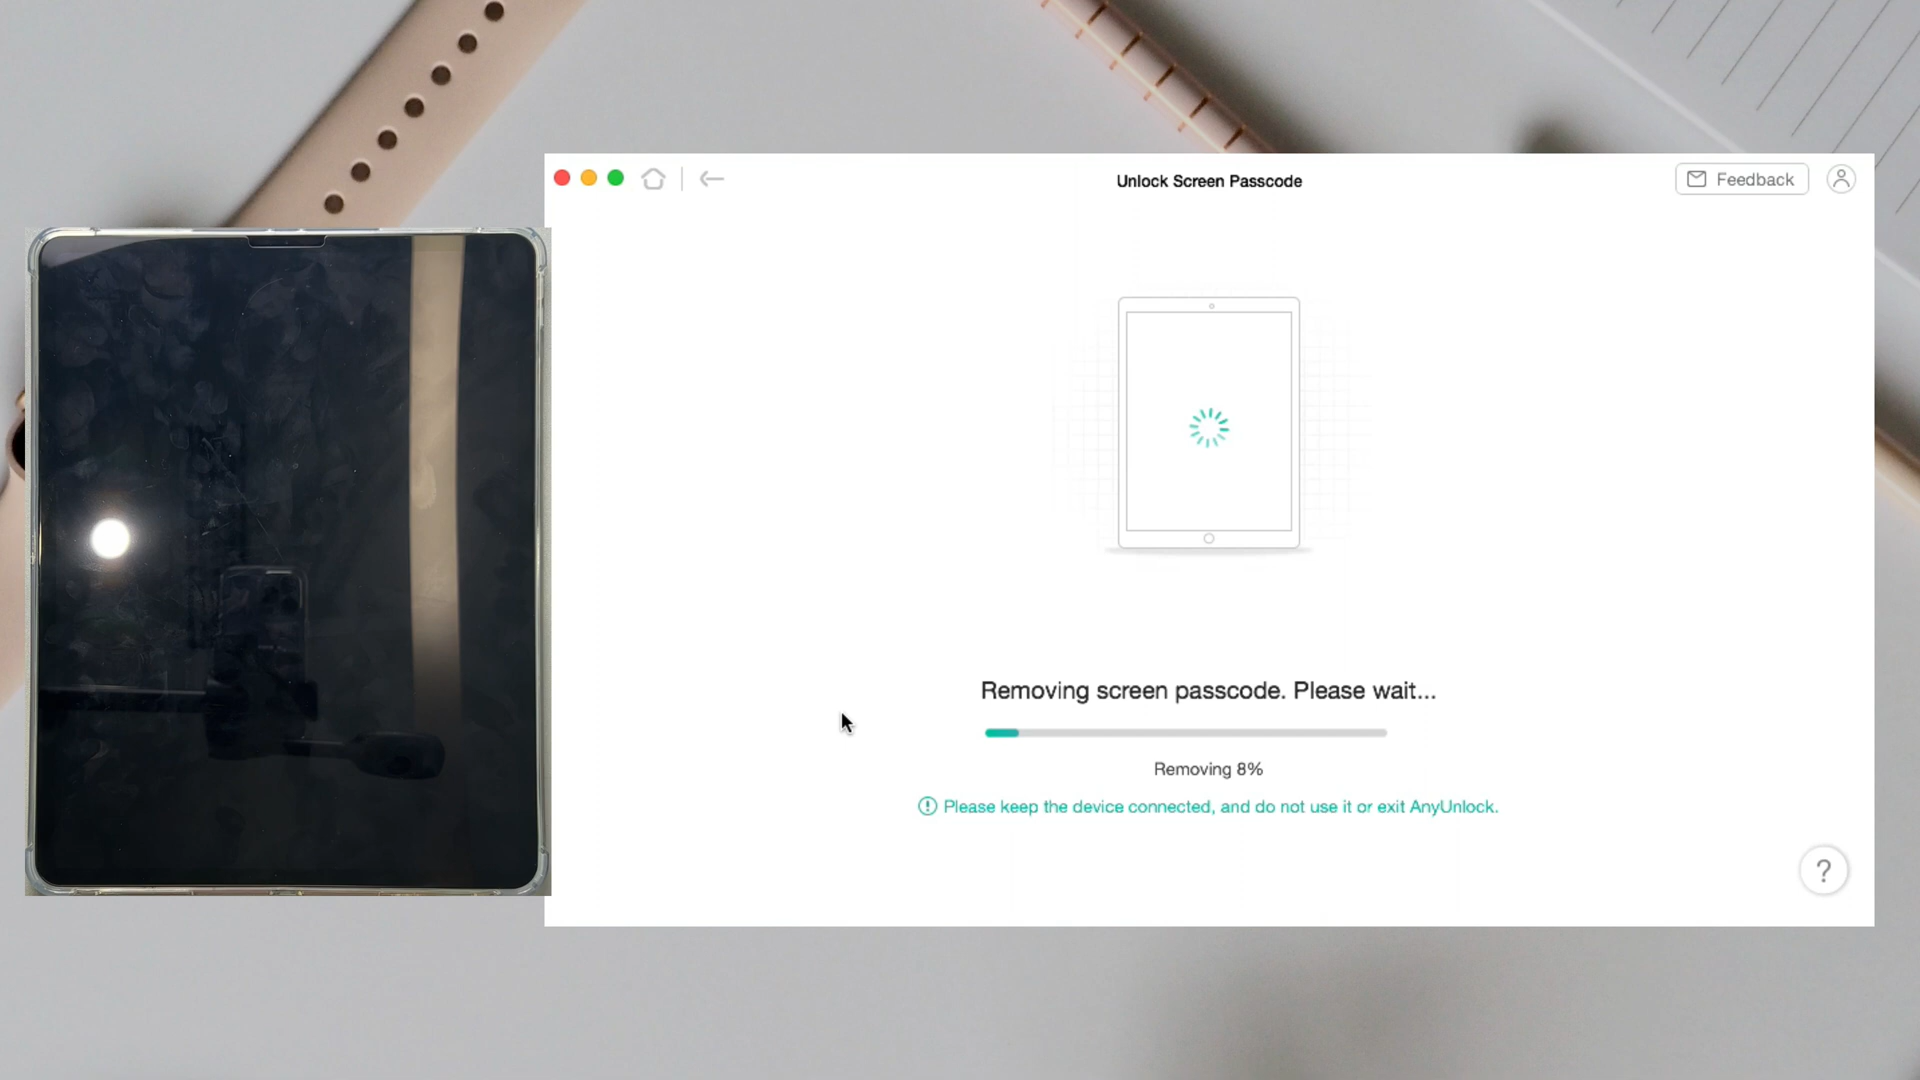 Unlock Screen Passcode
Feedback
Removing screen passcode. Please wait...
Removing 8%
Please keep the device connected, and do not use it or exit AnyUnlock.
?